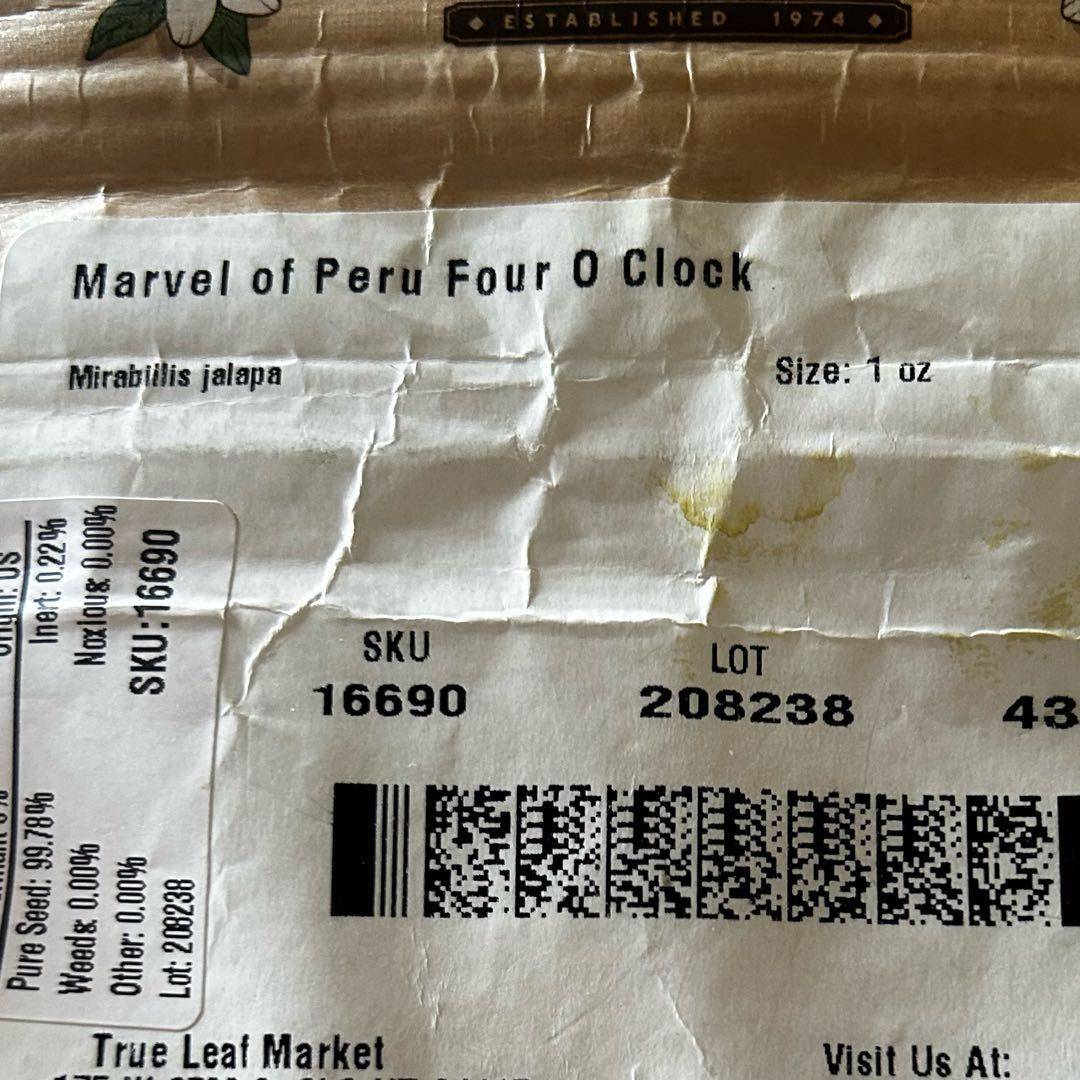 ◆ ESTABLISHED 1974 ◆
Marvel of Peru Four O Clock
Mirabillis jalapa
Size: 1 oz
Inert: 0.22%
Noxious: 0.00%
SKU:16690
Pure Seed: 99.78%
Weeds: 0.00%
Other: 0.00%
Lot: 208238
SKU
LOT
16690
208238
43
True Leaf Market
Visit Us At: